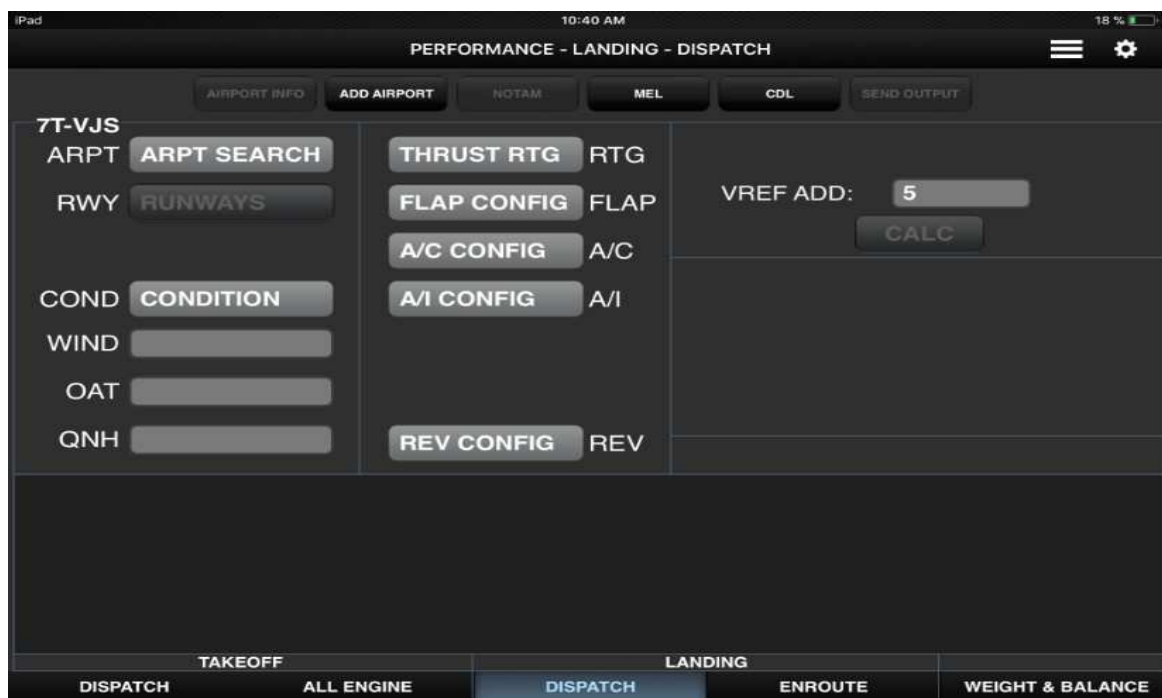 iPad 10:40 AM 18 %
PERFORMANCE - LANDING - DISPATCH
AIRPORT INFO ADD AIRPORT NOTAM MEL CDL SEND OUTPUT
7T-VJS
ARPT ARPT SEARCH THRUST RTG RTG
RWY RUNWAYS FLAP CONFIG FLAP VREF ADD: 5
CALC
A/C CONFIG A/C
COND CONDITION A/I CONFIG A/I
WIND
OAT
QNH REV CONFIG REV
TAKEOFF LANDING
DISPATCH ALL ENGINE DISPATCH ENROUTE WEIGHT & BALANCE